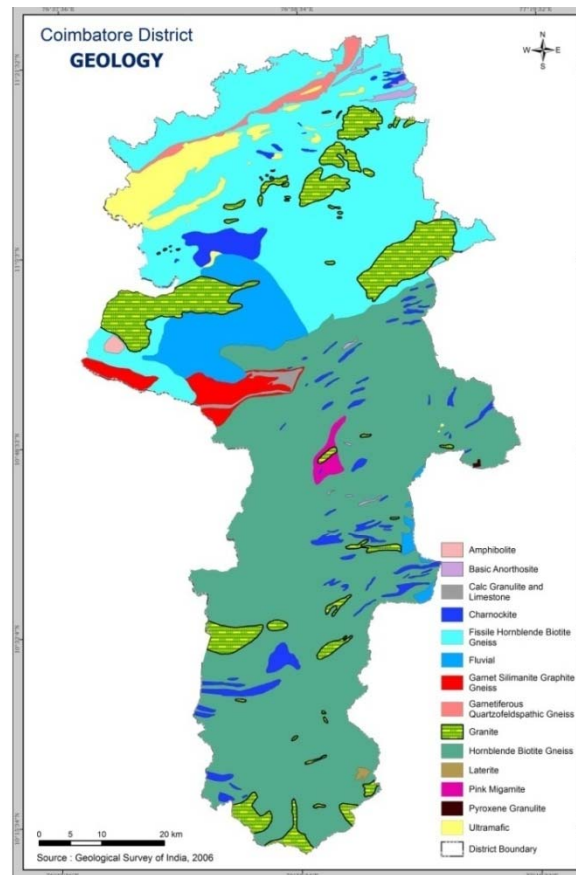 Coimbatore District
GEOLOGY
N
W E
S
Amphibolite
Basic Anorthosite
Calc Granulite and
Limestone
Charnockite
Fissile Hornblende Biotite
Gneiss
Fluvial
Garnet Silimanite Graphite
Gneiss
Garnetiferous
Quartzofeldspathic Gneiss
Granite
Hornblende Biotite Gneiss
Laterite
Pink Migamite
Pyroxene Granulite
Ultramafic
District Boundary
0 5 10 20 km
Source : Geological Survey of India, 2006